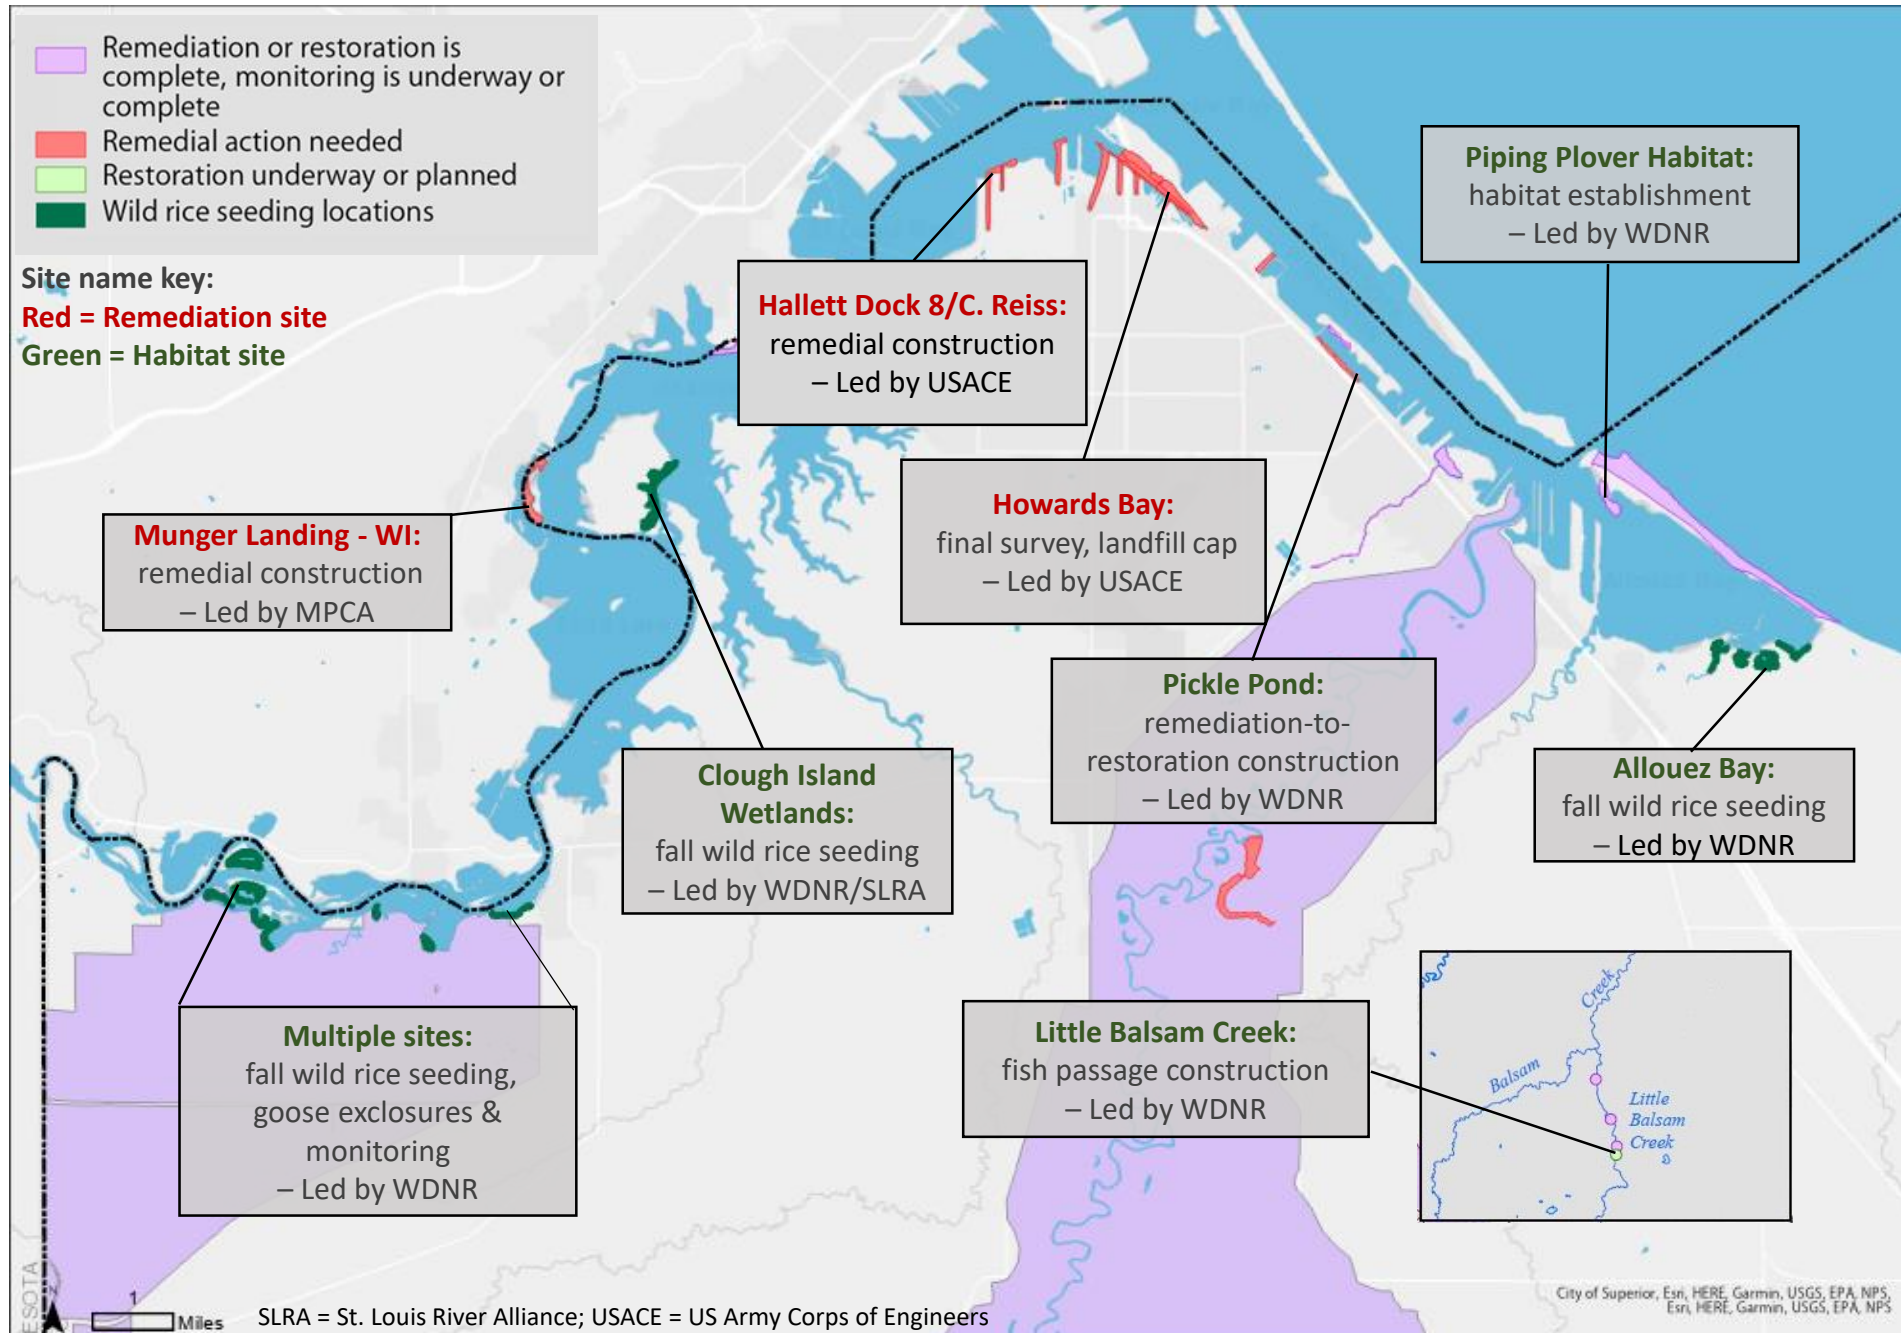 Remediation or restoration is
complete, monitoring is underway or
complete
Remedial action needed
Restoration underway or planned
Wild rice seeding locations
Site name key:
Red = Remediation site
Green = Habitat site
Piping Plover Habitat:
habitat establishment
– Led by WDNR
Hallett Dock 8/C. Reiss:
remedial construction
– Led by USACE
Howards Bay:
final survey, landfill cap
– Led by USACE
Munger Landing - WI:
remedial construction
– Led by MPCA
Pickle Pond:
remediation-to-
restoration construction
– Led by WDNR
Clough Island
Wetlands:
fall wild rice seeding
– Led by WDNR/SLRA
Allouez Bay:
fall wild rice seeding
– Led by WDNR
Multiple sites:
fall wild rice seeding,
goose exclosures &
monitoring
– Led by WDNR
Little Balsam Creek:
fish passage construction
– Led by WDNR
Creek
Balsam
Little
Balsam
Creek
ESOTA
N
1
Miles
SLRA = St. Louis River Alliance; USACE = US Army Corps of Engineers
City of Superior, Esri, HERE, Garmin, USGS, EPA, NPS,
Esri, HERE, Garmin, USGS, EPA, NPS